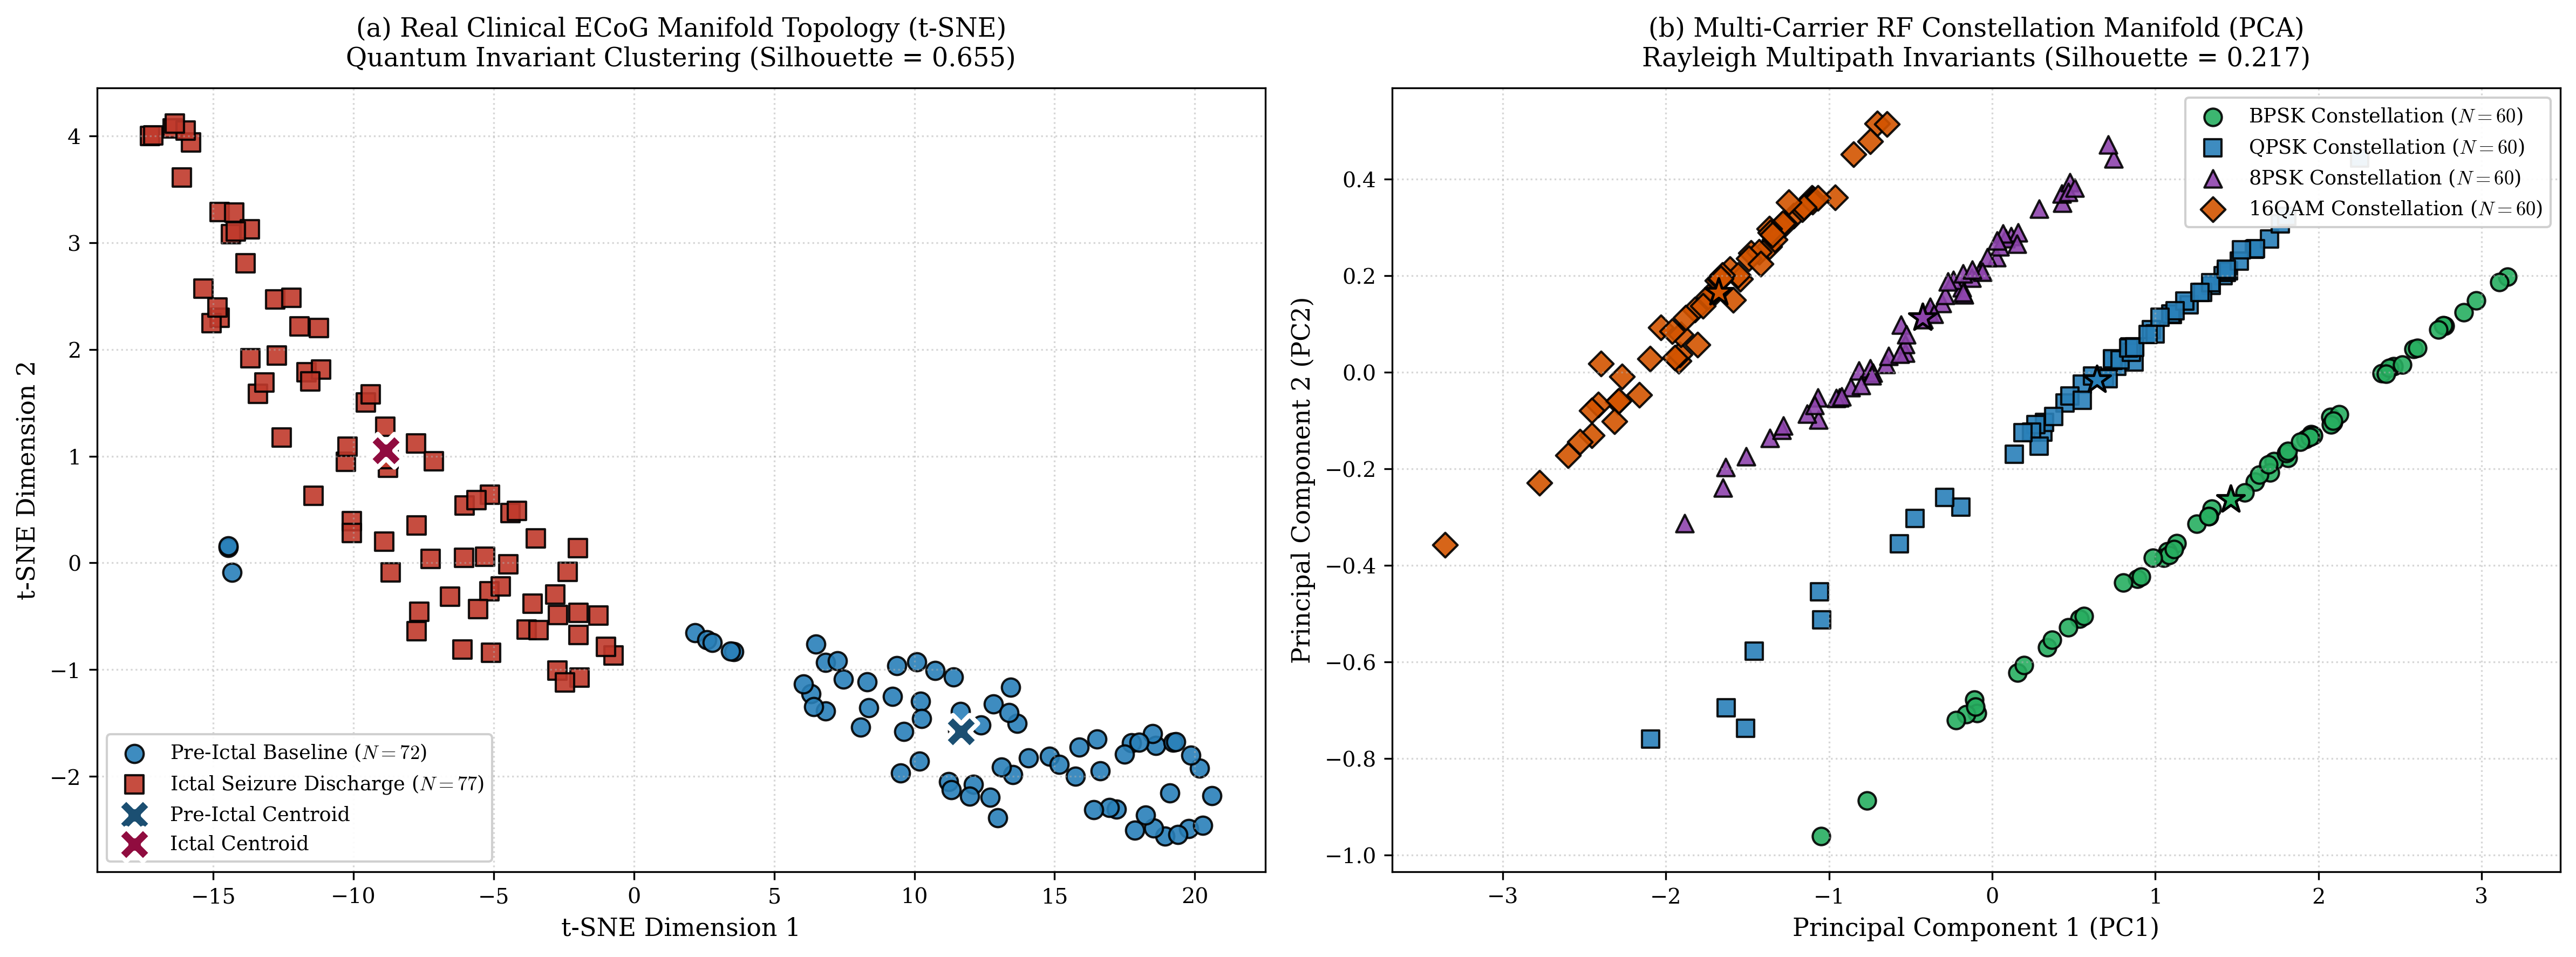 (a) Real Clinical ECoG Manifold Topology (t-SNE)
Quantum Invariant Clustering (Silhouette = 0.655)
4
3
2
1
0
−1
−2
t-SNE Dimension 2
−15
−10
−5
0
5
10
15
20
t-SNE Dimension 1
Pre-Ictal Baseline (N = 72)
Ictal Seizure Discharge (N = 77)
Pre-Ictal Centroid
Ictal Centroid
(b) Multi-Carrier RF Constellation Manifold (PCA)
Rayleigh Multipath Invariants (Silhouette = 0.217)
0.4
0.2
0.0
−0.2
−0.4
−0.6
−0.8
−1.0
Principal Component 2 (PC2)
−3
−2
−1
0
1
2
3
Principal Component 1 (PC1)
BPSK Constellation (N = 60)
QPSK Constellation (N = 60)
8PSK Constellation (N = 60)
16QAM Constellation (N = 60)